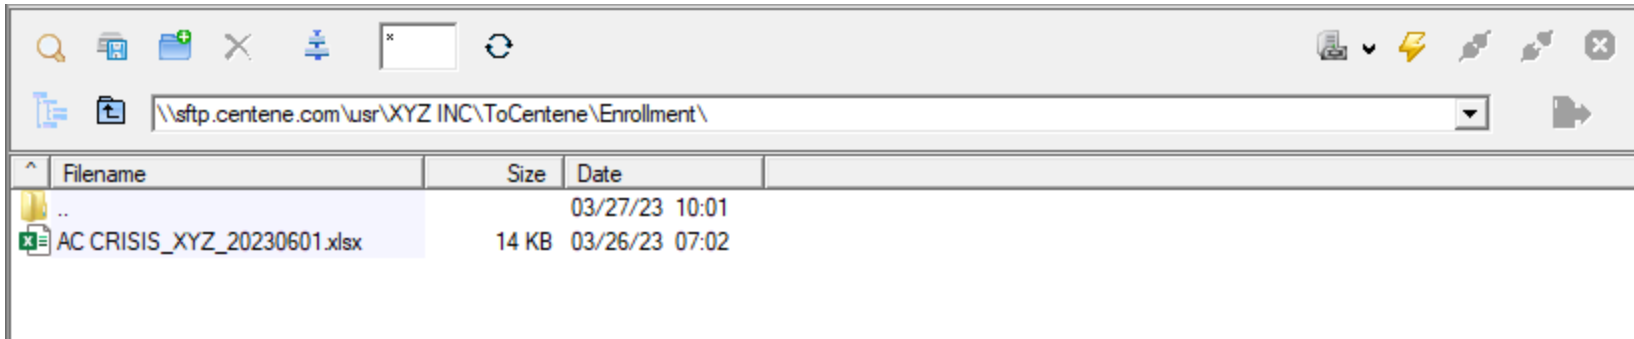 *
\\sftp.centene.com\usr\XYZ INC\ToCentene\Enrollment\
^ Filename Size Date
.. 03/27/23 10:01
AC CRISIS_XYZ_20230601.xlsx 14 KB 03/26/23 07:02